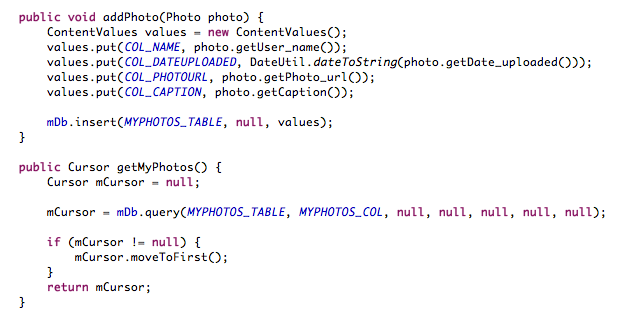 public void addPhoto(Photo photo) {
    ContentValues values = new ContentValues();
    values.put(COL_NAME, photo.getUser_name());
    values.put(COL_DATEUPLOADED, DateUtil.dateToString(photo.getDate_uploaded()));
    values.put(COL_PHOTOURL, photo.getPhoto_url());
    values.put(COL_CAPTION, photo.getCaption());

    mDb.insert(MYPHOTOS_TABLE, null, values);
}

public Cursor getMyPhotos() {
    Cursor mCursor = null;

    mCursor = mDb.query(MYPHOTOS_TABLE, MYPHOTOS_COL, null, null, null, null, null);

    if (mCursor != null) {
        mCursor.moveToFirst();
    }
    return mCursor;
}